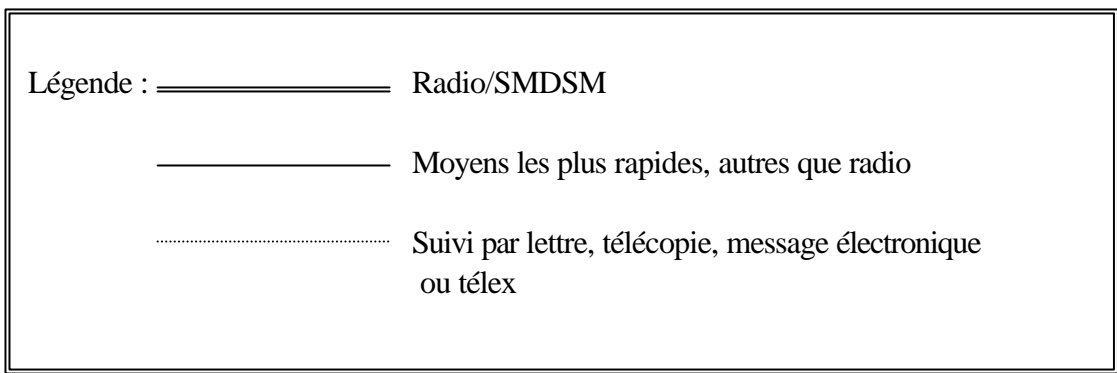 Légende : Radio/SMDSM
Moyens les plus rapides, autres que radio
Suivi par lettre, télécopie, message électronique
ou télex